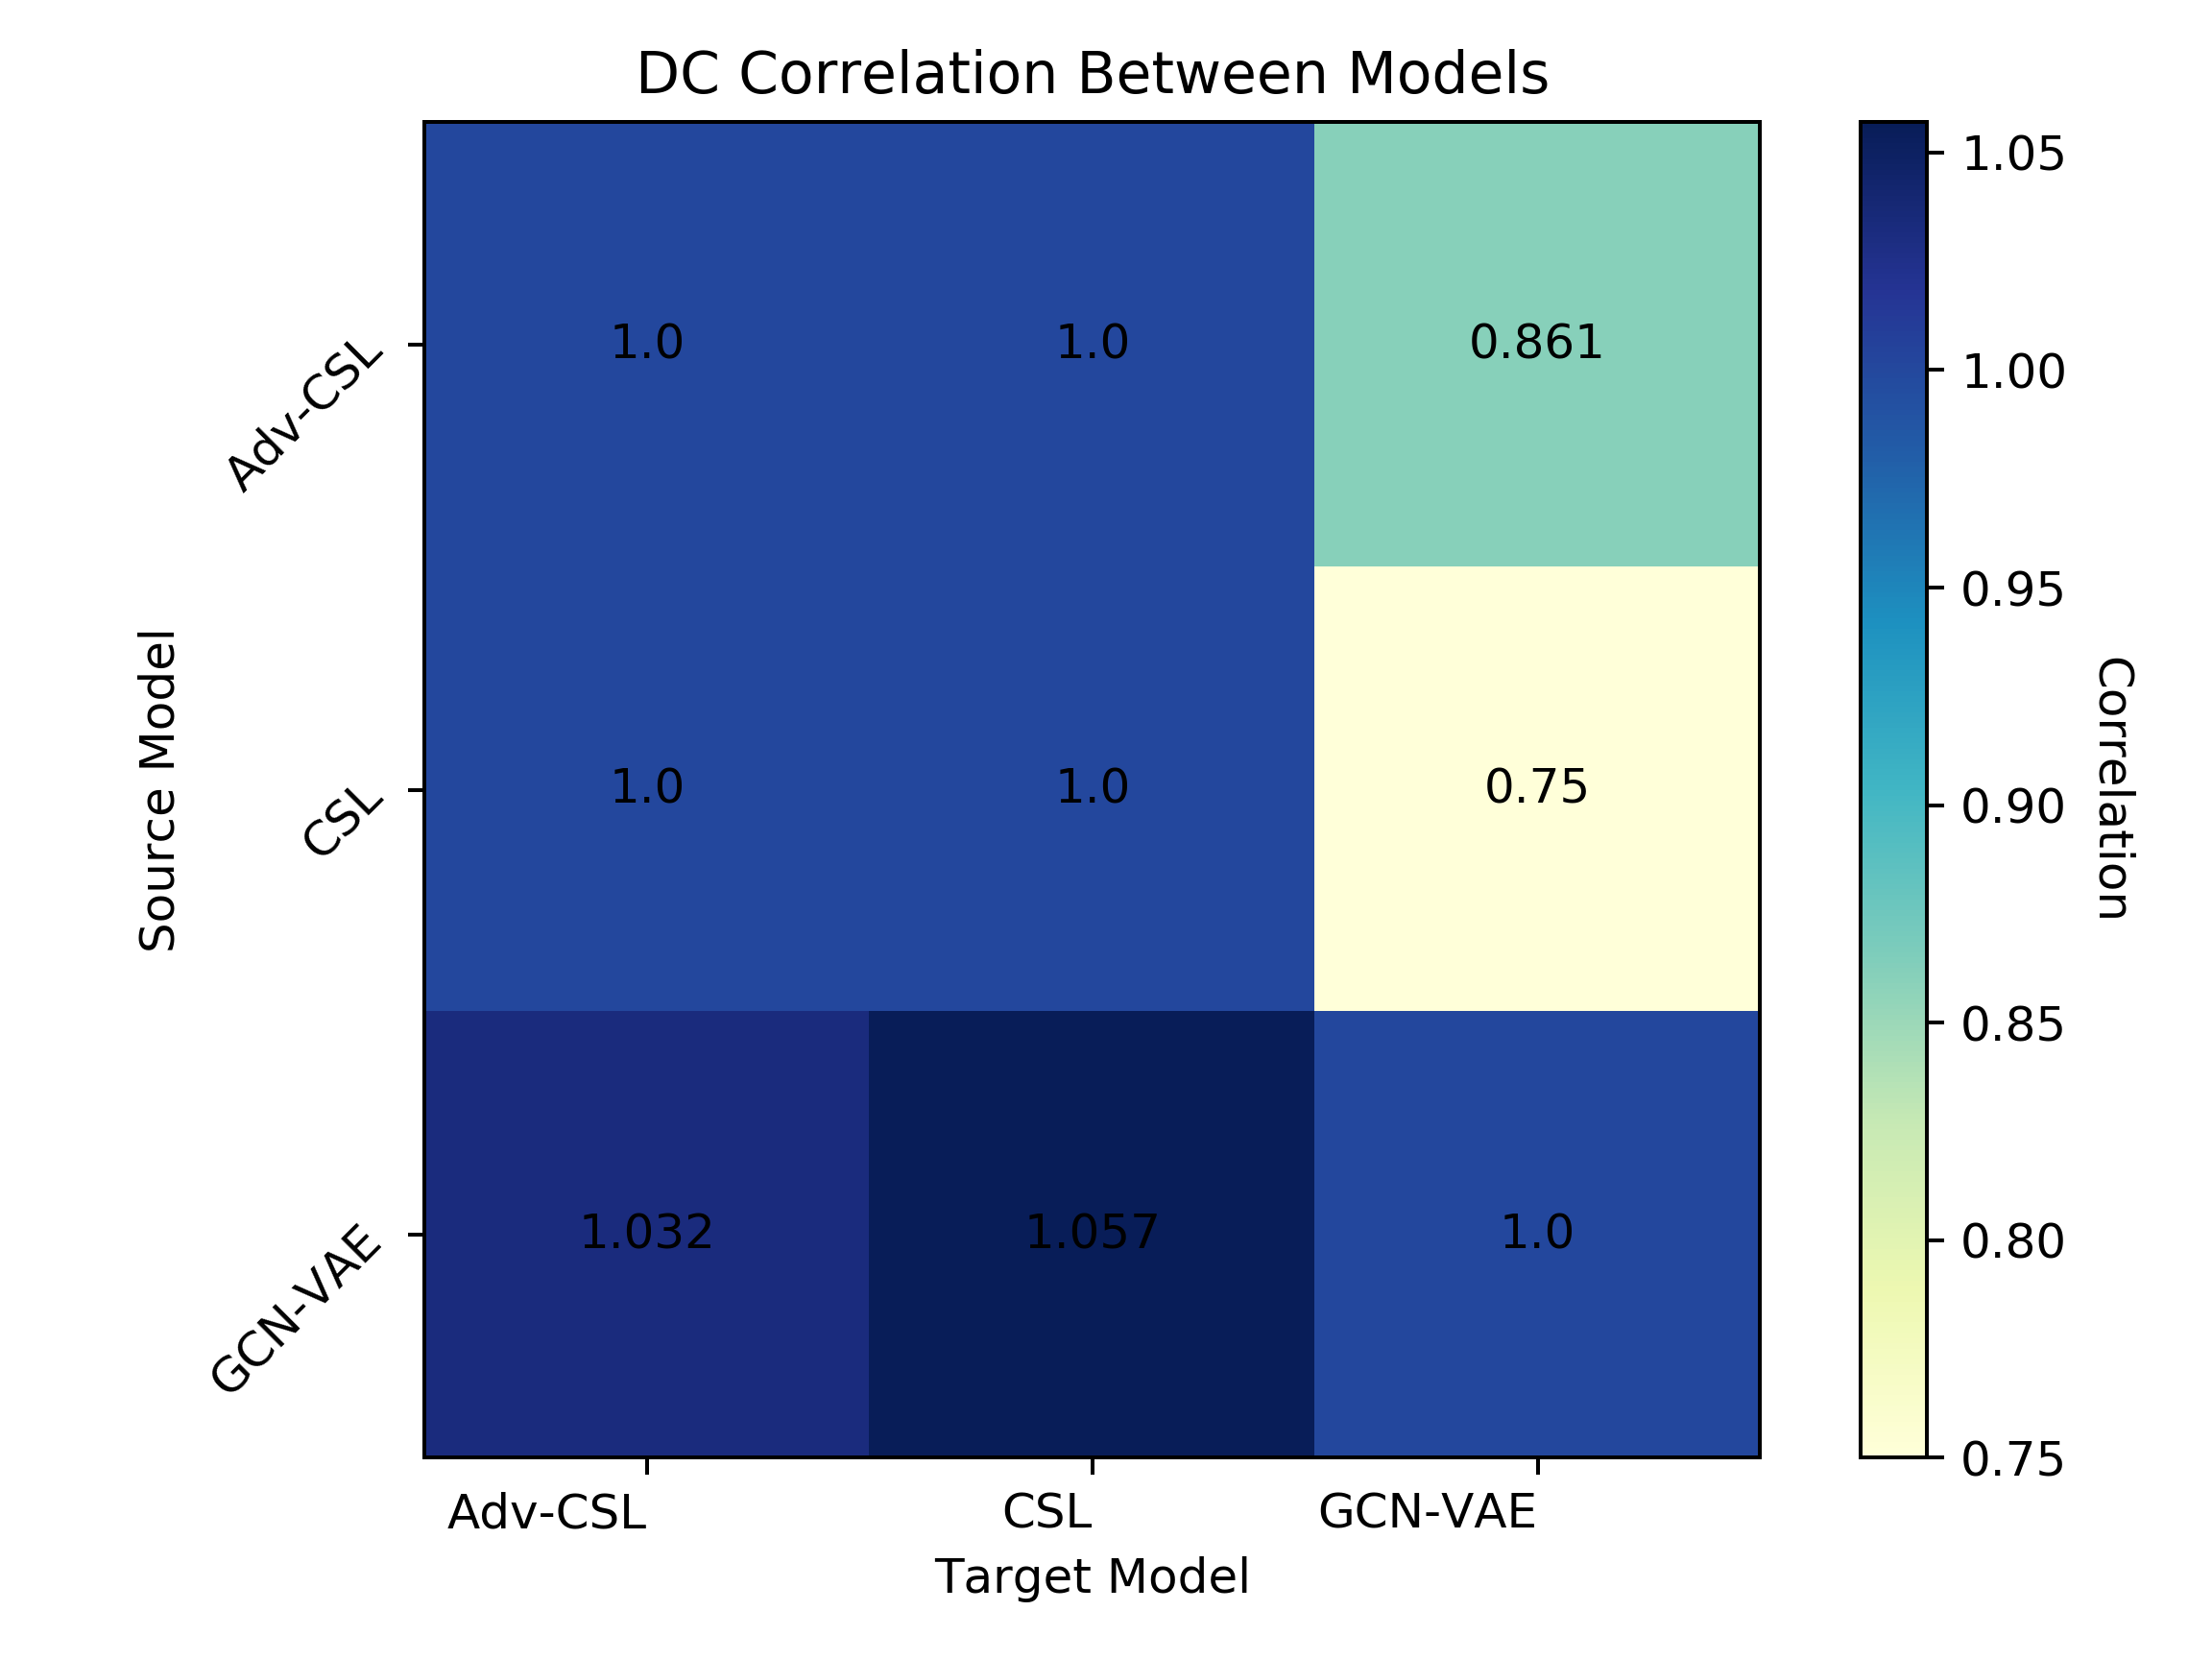 DC Correlation Between Models
Source Model
Adv-CSL
CSL
GCN-VAE
1.0 1.0 0.861
1.0 1.0 0.75
1.032 1.057 1.0
Adv-CSL CSL GCN-VAE
Target Model
1.05
1.00
0.95
0.90
0.85
0.80
0.75
Correlation